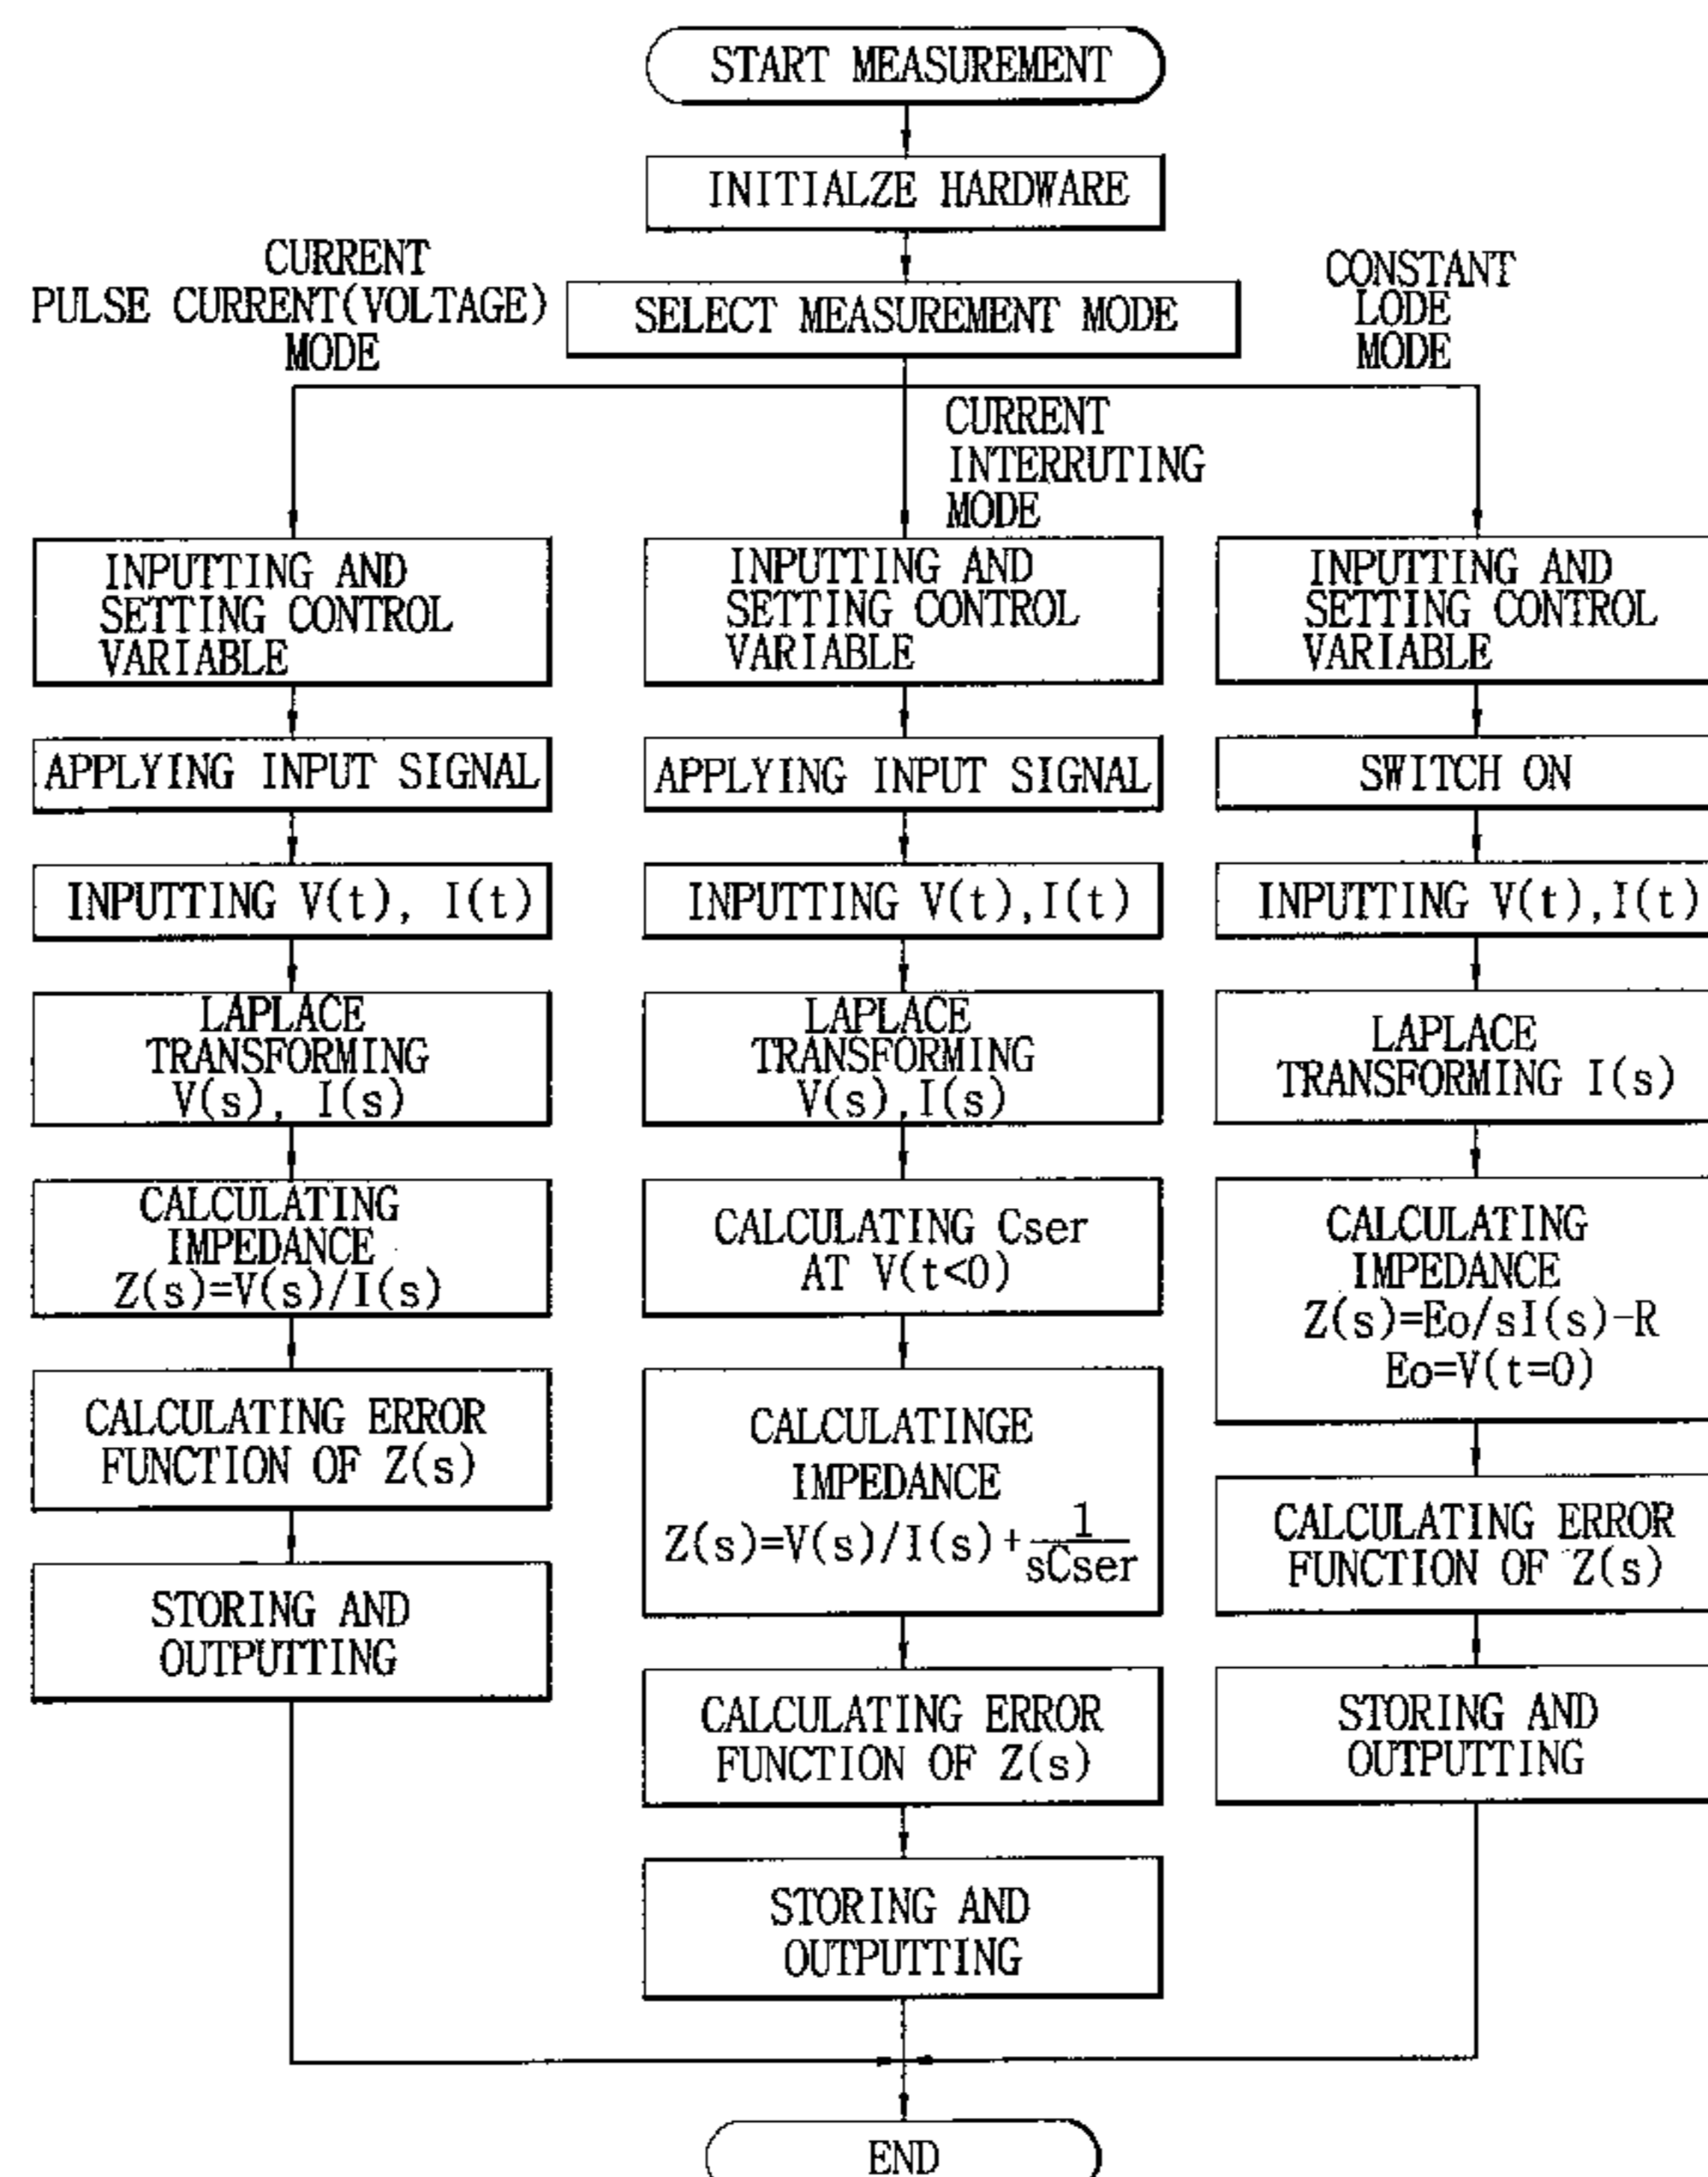 START MEASUREMENT
INITIALZE HARDWARE
SELECT MEASUREMENT MODE
CURRENT
PULSE CURRENT(VOLTAGE)
MODE
INPUTTING AND
SETTING CONTROL
VARIABLE
APPLYING INPUT SIGNAL
INPUTTING V(t), I(t)
LAPLACE
TRANSFORMING
V(s), I(s)
CALCULATING
IMPEDANCE
Z(s)=V(s)/I(s)
CALCULATING ERROR
FUNCTION OF Z(s)
STORING AND
OUTPUTTING
CURRENT
INTERRUTING
MODE
INPUTTING AND
SETTING CONTROL
VARIABLE
APPLYING INPUT SIGNAL
INPUTTING V(t),I(t)
LAPLACE
TRANSFORMING
V(s),I(s)
CALCULATING Cser
AT V(t<0)
CALCULATINGE
IMPEDANCE
Z(s)=V(s)/I(s)+1/sCser
CALCULATING ERROR
FUNCTION OF Z(s)
STORING AND
OUTPUTTING
CONSTANT
LODE
MODE
INPUTTING AND
SETTING CONTROL
VARIABLE
SWITCH ON
INPUTTING V(t),I(t)
LAPLACE
TRANSFORMING I(s)
CALCULATING
IMPEDANCE
Z(s)=Eo/sI(s)-R
Eo=V(t=0)
CALCULATING ERROR
FUNCTION OF Z(s)
STORING AND
OUTPUTTING
END